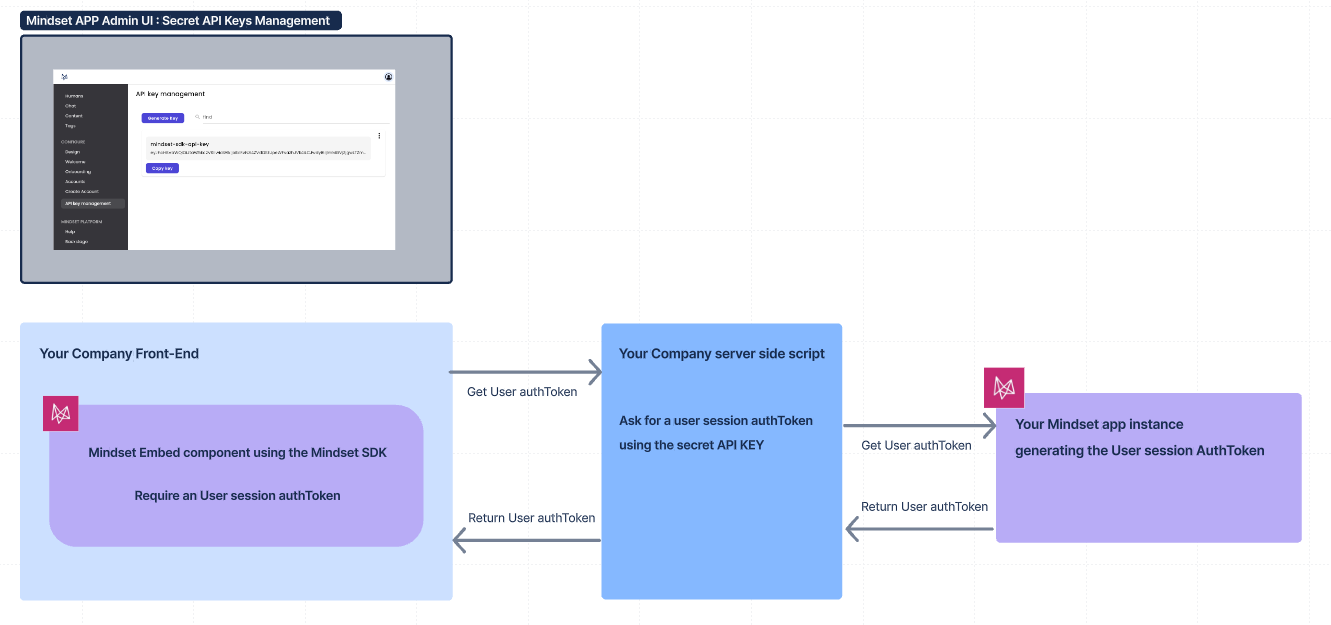 Mindset APP Admin UI : Secret API Keys Management
API key management
Humans
Chat
Content
Tags
Generate Key
Find
CONFIGURE
Design
Welcome
Onboarding
Accounts
Create Account
API key management
mindset-sdk-api-key
Copy Key
MINDSET PLATFORM
Help
Backstage
Your Company Front-End
Mindset Embed component using the Mindset SDK
Require an User session authToken
Get User authToken
Return User authToken
Your Company server side script
Ask for a user session authToken
using the secret API KEY
Get User authToken
Return User authToken
Your Mindset app instance
generating the User session AuthToken